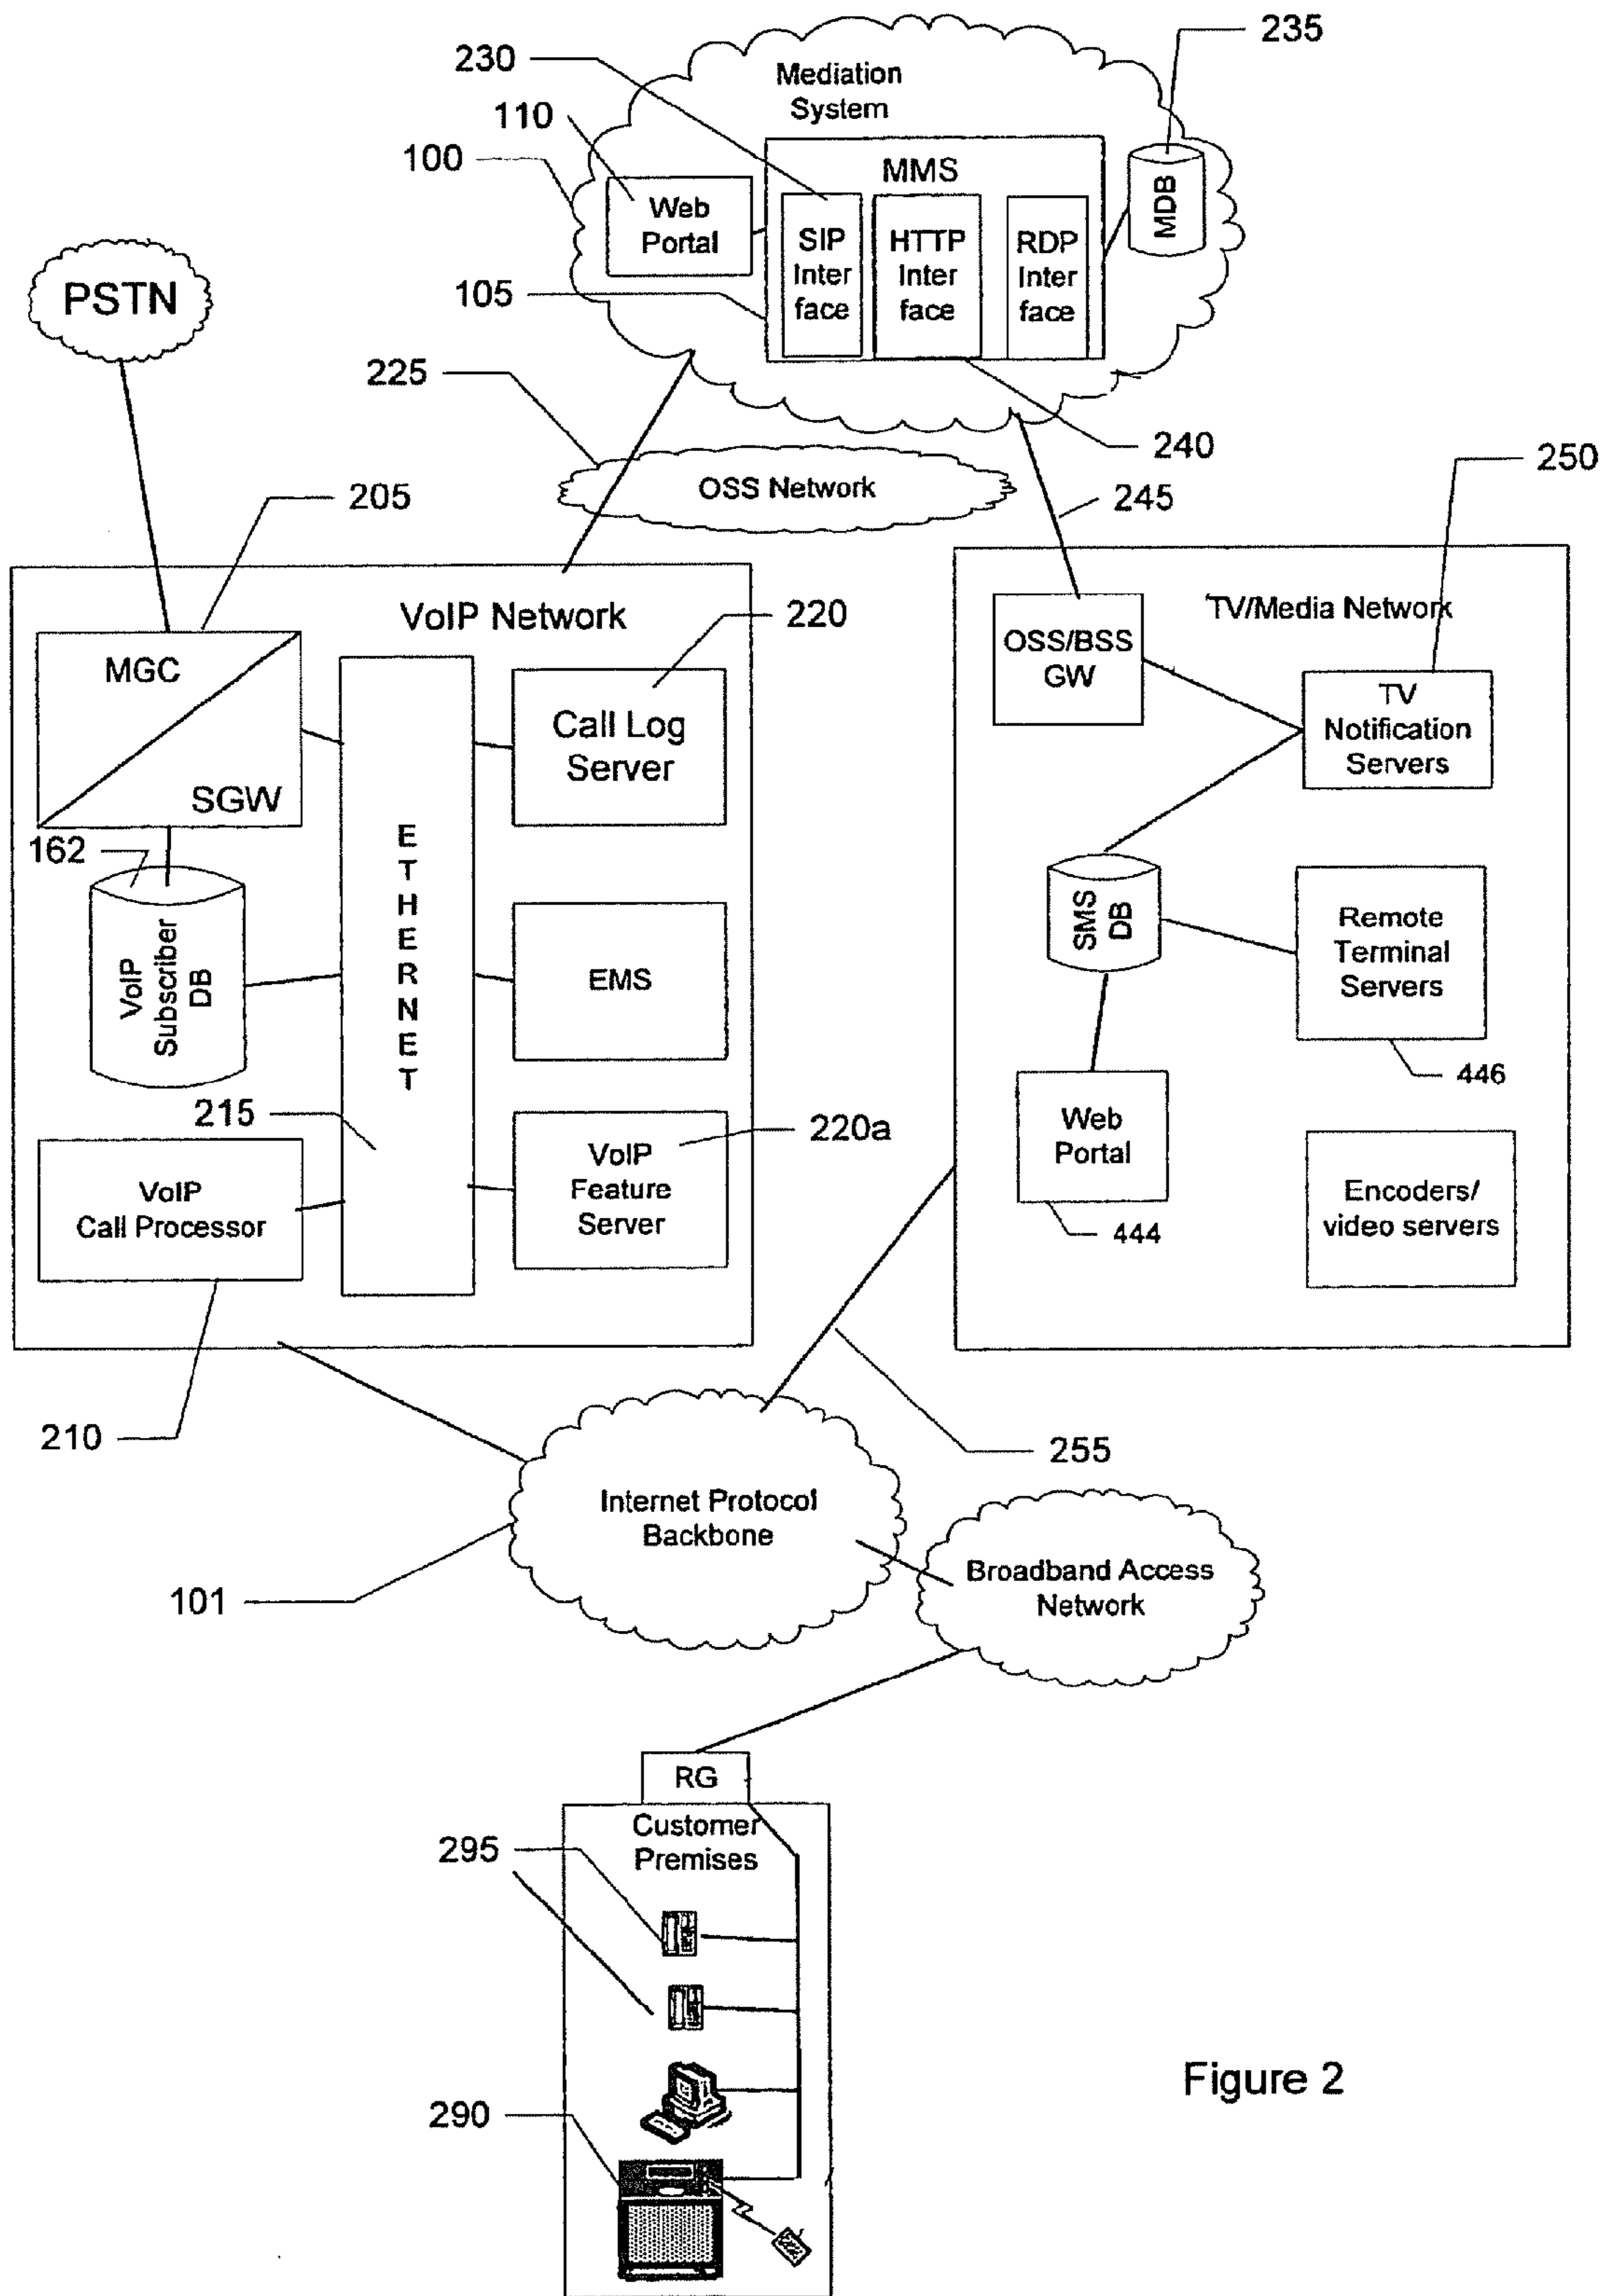 235
230
Mediation
System
110
100
MMS
MDB
Web
Portal
SIP
Inter
face
HTTP
Inter
face
RDP
Inter
face
105
PSTN
225
240
250
205
OSS Network
245
VoIP Network
220
TV/Media Network
MGC
SGW
OSS/BSS
GW
TV
Notification
Servers
Call Log
Server
162
ETHERNET
VoIP
Subscriber
DB
EMS
SMS
DB
Remote
Terminal
Servers
446
215
220a
VoIP
Feature
Server
Web
Portal
444
VoIP
Call Processor
Encoders/
video servers
210
255
Internet Protocol
Backbone
101
Broadband Access
Network
RG
Customer
Premises
295
290
Figure 2